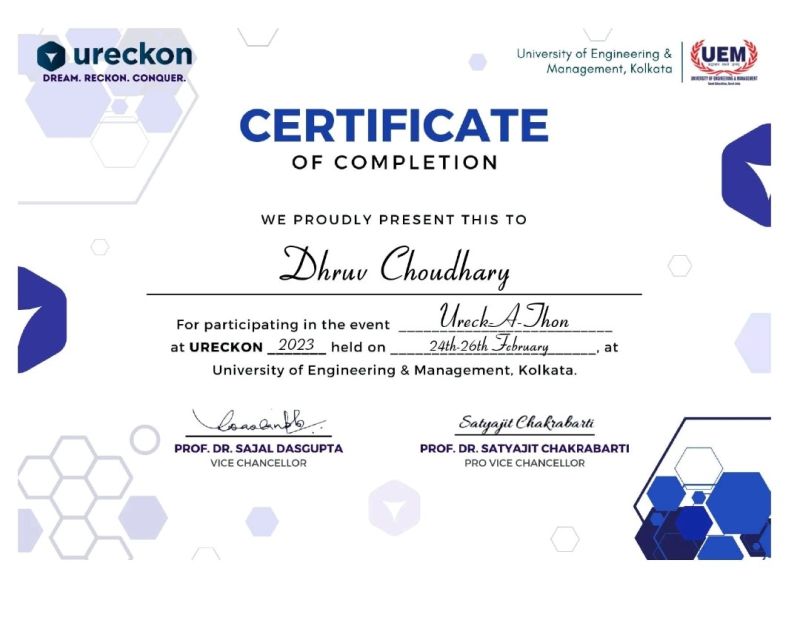 ureckon
DREAM. RECKON. CONQUER.
University of Engineering &
Management, Kolkata
UEM
UNIVERSITY OF ENGINEERING & MANAGEMENT
CERTIFICATE
OF COMPLETION
WE PROUDLY PRESENT THIS TO
Dhruv Choudhary
For participating in the event Ureck-A-Thon
at URECKON 2023 held on 24th-26th February, at
University of Engineering & Management, Kolkata.
Satyajit Chakrabarti
PROF. DR. SAJAL DASGUPTA
VICE CHANCELLOR
PROF. DR. SATYAJIT CHAKRABARTI
PRO VICE CHANCELLOR